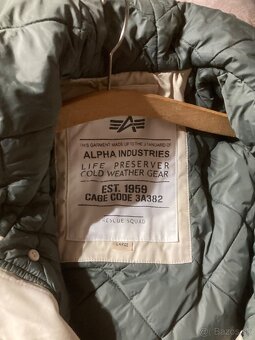 THIS GARMENT MADE UP TO THE STANDARD OF
ALPHA INDUSTRIES
LIFE PRESERVER
COLD WEATHER GEAR
EST. 1959
CAGE CODE 3A382
RESCUE SQUAD